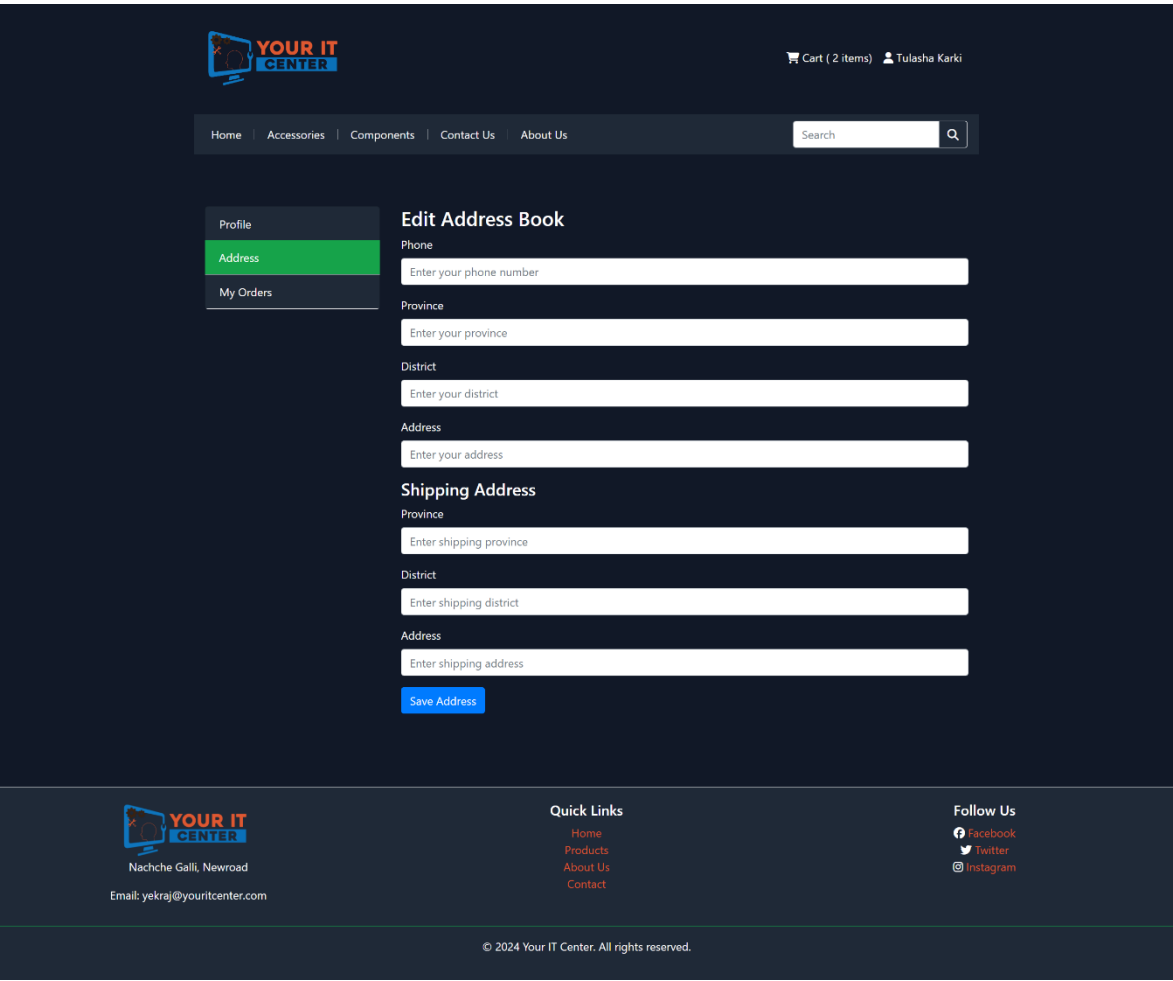 YOUR IT
CENTER
Cart ( 2 items) Tulasha Karki
Home | Accessories | Components | Contact Us | About Us Search
Profile
Address
My Orders
Edit Address Book
Phone
Enter your phone number
Province
Enter your province
District
Enter your district
Address
Enter your address
Shipping Address
Province
Enter shipping province
District
Enter shipping district
Address
Enter shipping address
Save Address
YOUR IT
CENTER
Nachche Galli, Newroad
Email: yekraj@youritcenter.com
Quick Links
Home
Products
About Us
Contact
Follow Us
Facebook
Twitter
Instagram
© 2024 Your IT Center. All rights reserved.